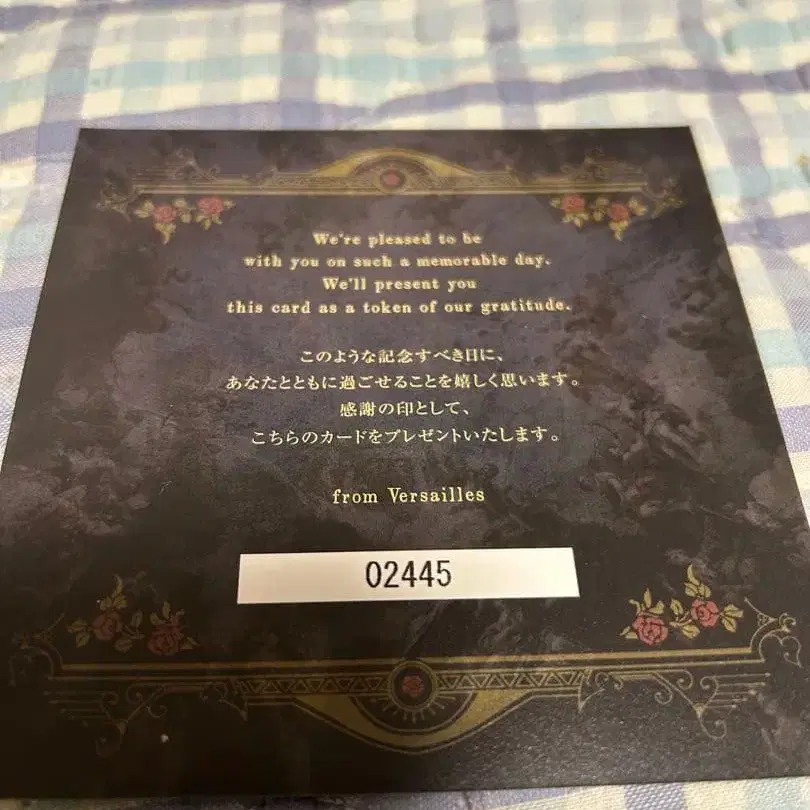 We're pleased to be
with you on such a memorable day.
We'll present you
this card as a token of our gratitude.
このような記念すべき日に、
あなたとともに過ごせることを嬉しく思います。
感謝の印として、
こちらのカードをプレゼントいたします。
from Versailles
02445